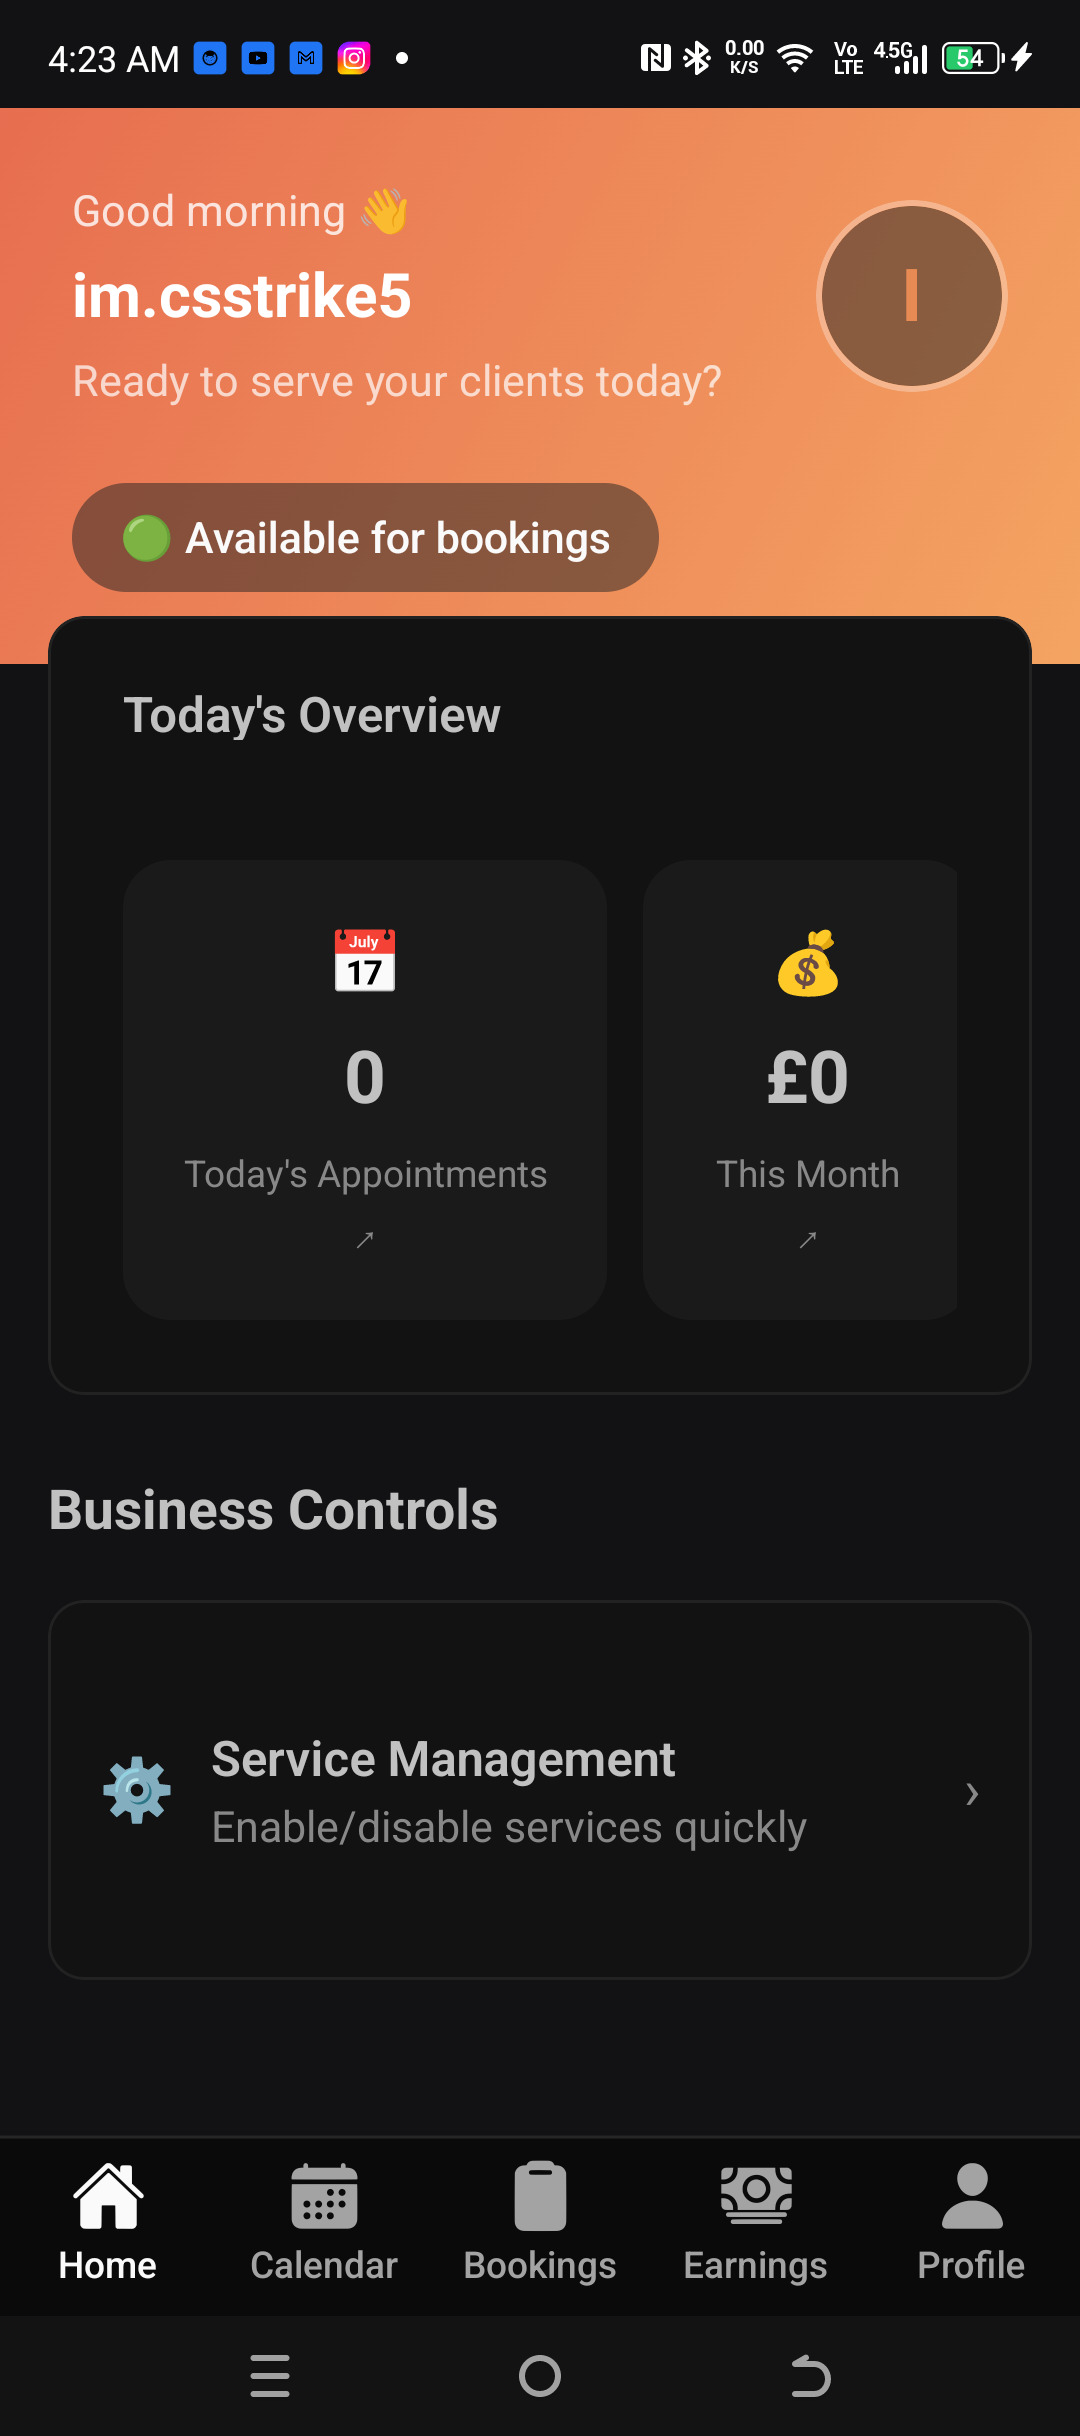 4:23 AM
0.00
K/S
Vo
LTE
4.5G
54
Good morning 👋
im.csstrike5
I
Ready to serve your clients today?
🟢 Available for bookings
Today's Overview
July
17
0
£0
Today's Appointments
This Month
↗
↗
Business Controls
Service Management
Enable/disable services quickly
›
Home
Calendar
Bookings
Earnings
Profile